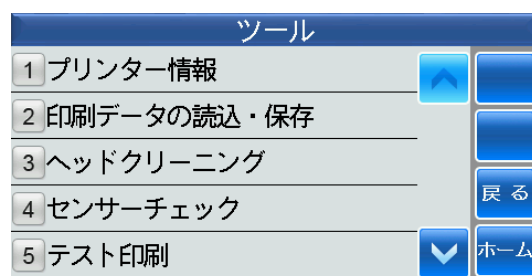 ツール
1 プリンター情報
2 印刷データの読込・保存
3 ヘッドクリーニング
4 センサーチェック
5 テスト印刷
戻る
ホーム